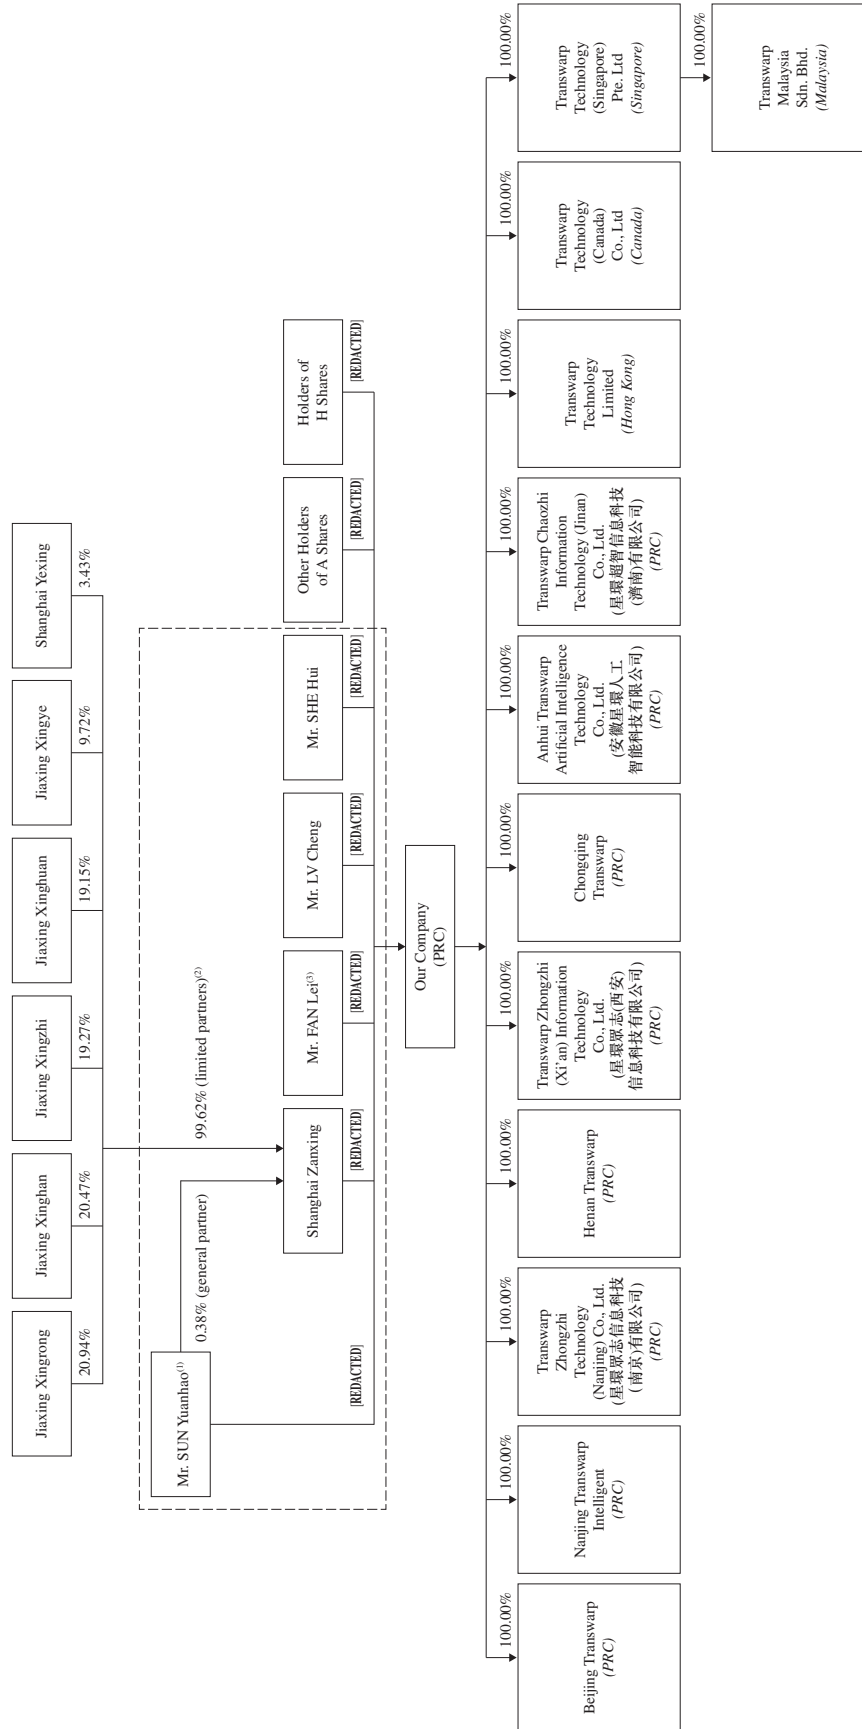 Jiaxing Xingrong
Jiaxing Xinghan
Jiaxing Xingzhi
Jiaxing Xinghuan
Jiaxing Xingye
Shanghai Yexing
20.94%
20.47%
19.27%
19.15%
9.72%
3.43%
Mr. SUN Yuanhao(1)
0.38% (general partner)
99.62% (limited partners)(2)
Shanghai Zanxing
Mr. FAN Lei(3)
Mr. LV Cheng
Mr. SHE Hui
Other Holders
of A Shares
Holders of
H Shares
[REDACTED]
[REDACTED]
[REDACTED]
[REDACTED]
[REDACTED]
[REDACTED]
[REDACTED]
Our Company
(PRC)
100.00%
100.00%
100.00%
100.00%
100.00%
100.00%
100.00%
100.00%
100.00%
100.00%
100.00%
Beijing Transwarp
(PRC)
Nanjing Transwarp
Intelligent
(PRC)
Transwarp
Zhongzhi
Technology
(Nanjing) Co., Ltd.
(星環眾志信息科技
(南京)有限公司)
(PRC)
Henan Transwarp
(PRC)
Transwarp Zhongzhi
(Xi'an) Information
Technology
Co., Ltd.
(星環眾志(西安)
信息科技有限公司)
(PRC)
Chongqing
Transwarp
(PRC)
Anhui Transwarp
Artificial Intelligence
Technology
Co., Ltd.
(安徽星環人工
智能科技有限公司)
(PRC)
Transwarp Chaozhi
Information
Technology (Jinan)
Co., Ltd.
(星環超智信息科技
(濟南)有限公司)
(PRC)
Transwarp
Technology
Limited
(Hong Kong)
Transwarp
Technology
(Canada)
Co., Ltd
(Canada)
Transwarp
Technology
(Singapore)
Pte. Ltd
(Singapore)
100.00%
Transwarp
Malaysia
Sdn. Bhd.
(Malaysia)